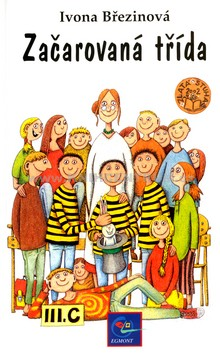 Ivona Březinová
Začarovaná třída
III.C
EGMONT